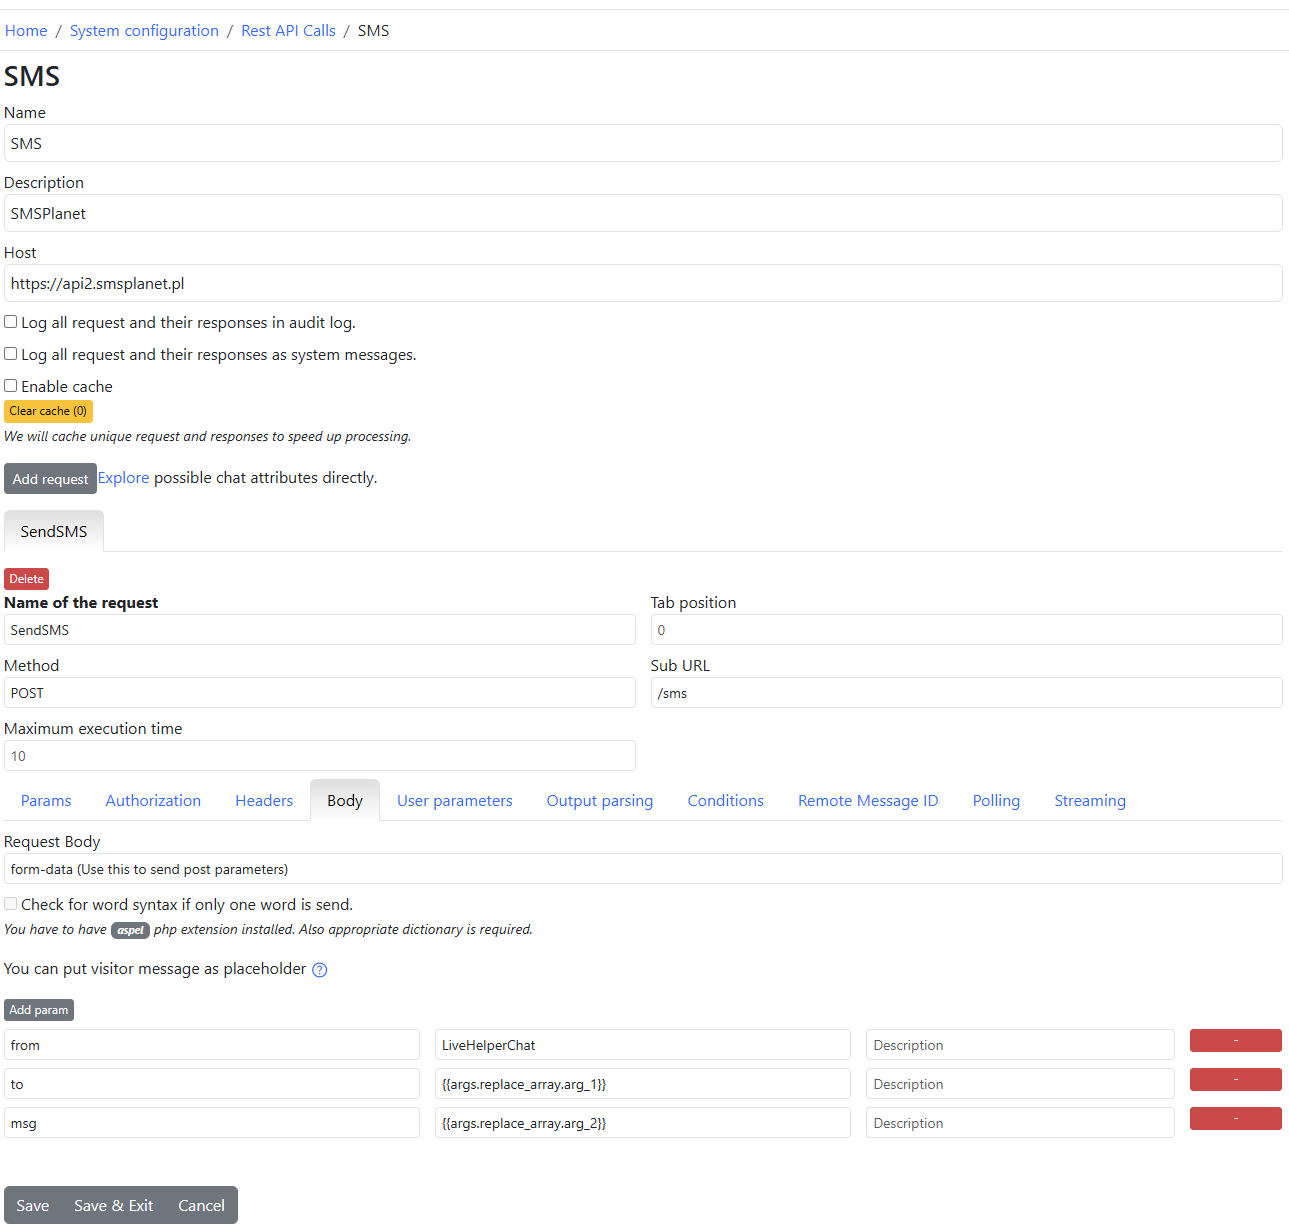 Home / System configuration / Rest API Calls / SMS
SMS
Name
SMS
Description
SMSPlanet
Host
https://api2.smsplanet.pl
Log all request and their responses in audit log.
Log all request and their responses as system messages.
Enable cache
Clear cache (0)
We will cache unique request and responses to speed up processing.
Add request Explore possible chat attributes directly.
SendSMS
Delete
Name of the request Tab position
SendSMS 0
Method Sub URL
POST /sms
Maximum execution time
10
Params Authorization Headers Body User parameters Output parsing Conditions Remote Message ID Polling Streaming
Request Body
form-data (Use this to send post parameters)
Check for word syntax if only one word is send.
You have to have aspel php extension installed. Also appropriate dictionary is required.
You can put visitor message as placeholder ?
Add param
from LiveHelperChat Description -
to {{args.replace_array.arg_1}} Description -
msg {{args.replace_array.arg_2}} Description -
Save Save & Exit Cancel